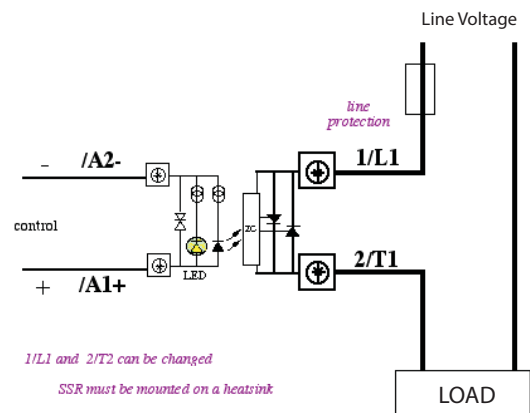 Line Voltage
line
protection
- /A2-
1/L1
control
ZC
LED
+ /A1+
2/T1
1/L1 and 2/T2 can be changed
SSR must be mounted on a heatsink
LOAD